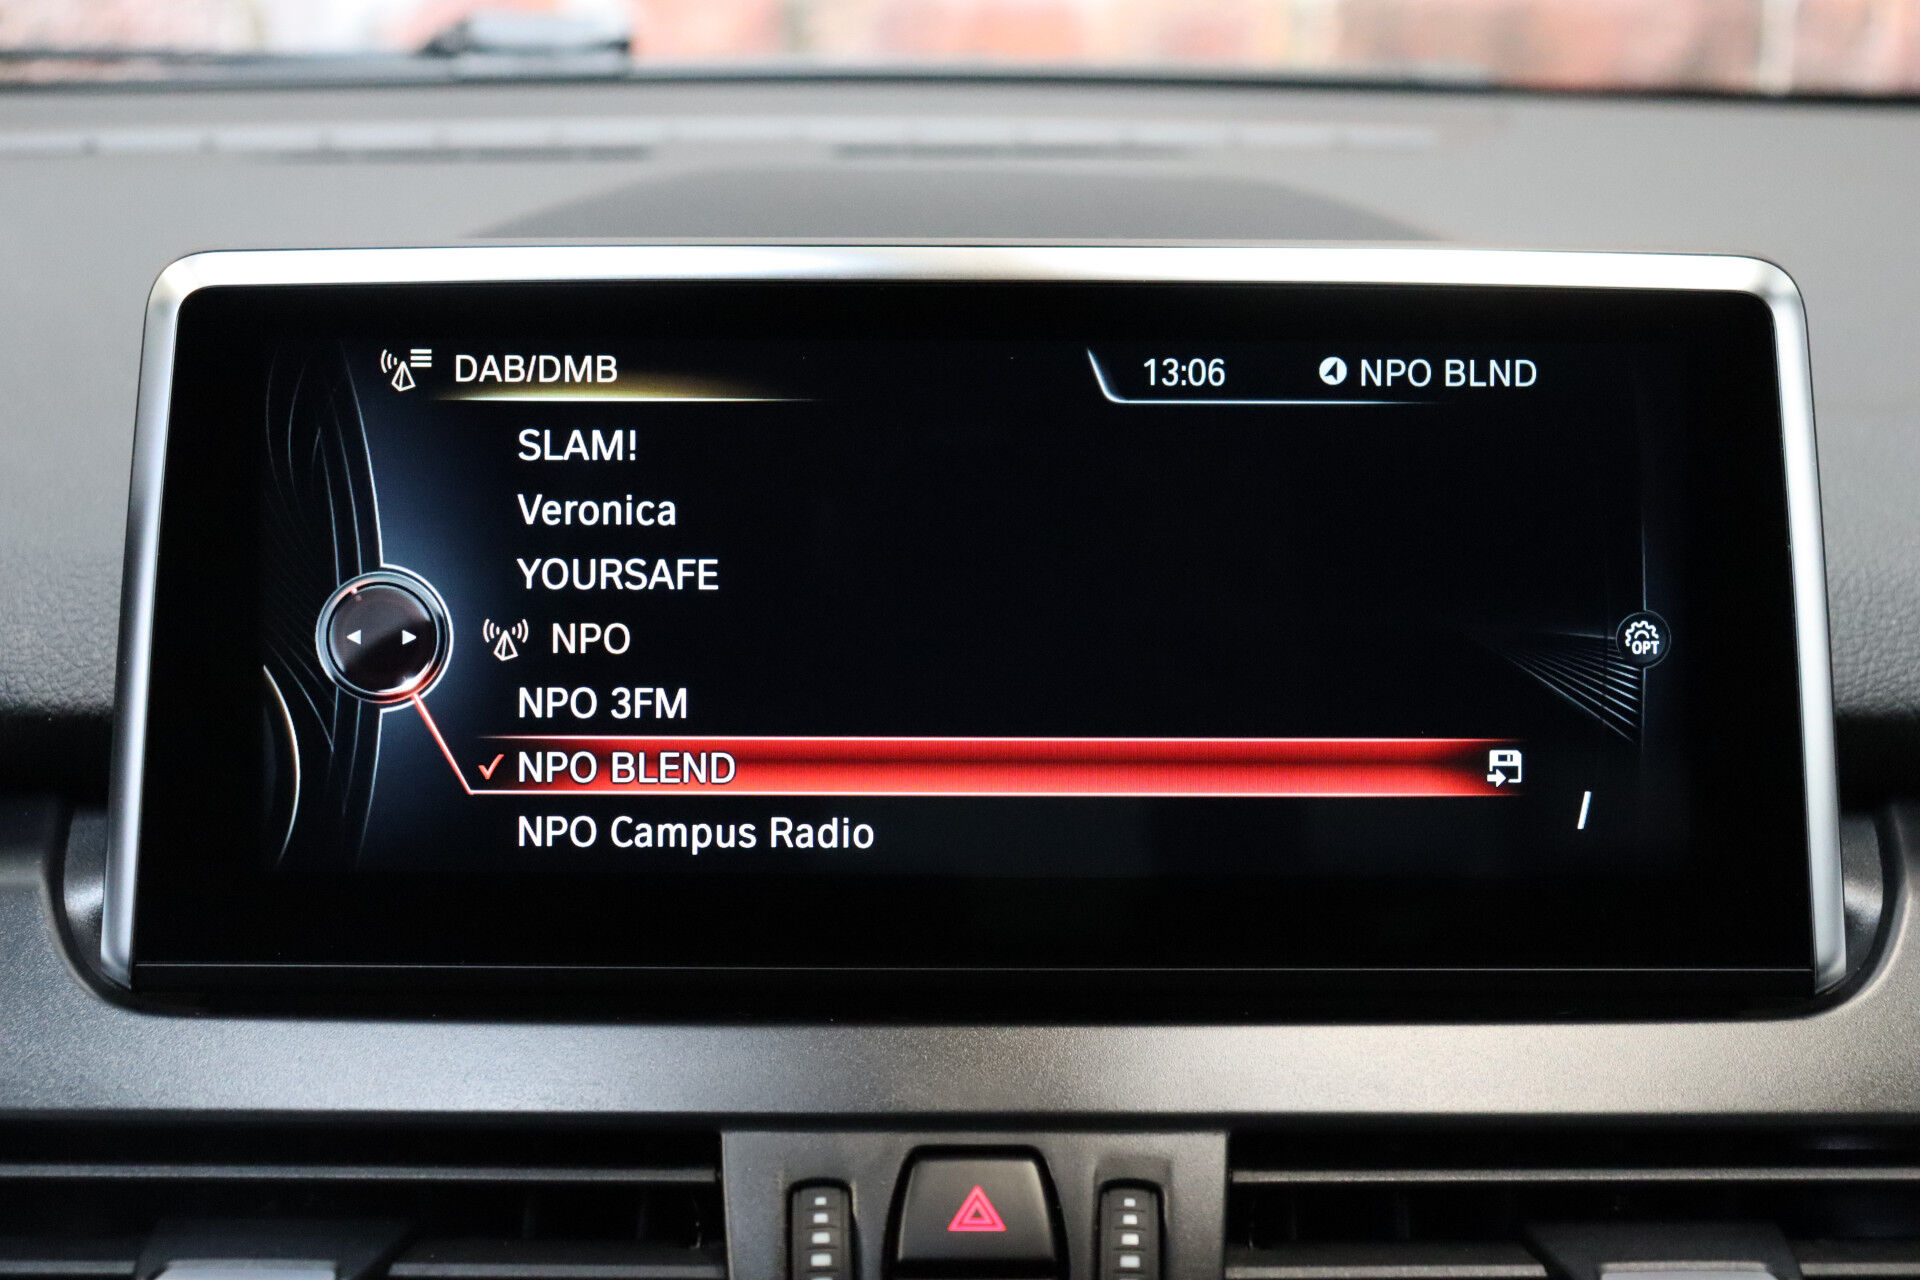 DAB/DMB
13:06 NPO BLND
SLAM!
Veronica
YOURSAFE
NPO
NPO 3FM
NPO BLEND
NPO Campus Radio
OPT